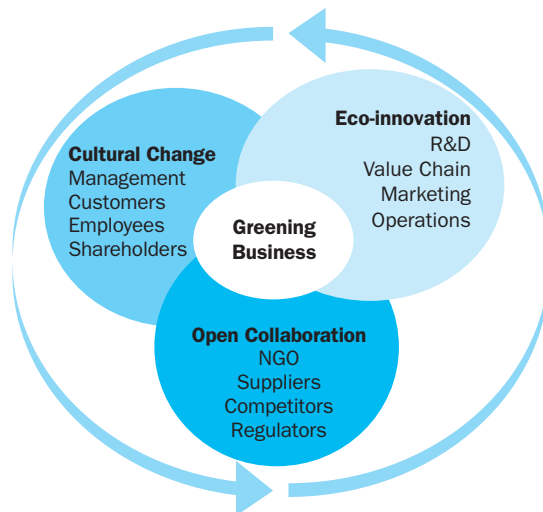 Cultural Change
Management
Customers
Employees
Shareholders
Eco-innovation
R&D
Value Chain
Marketing
Operations
Greening
Business
Open Collaboration
NGO
Suppliers
Competitors
Regulators